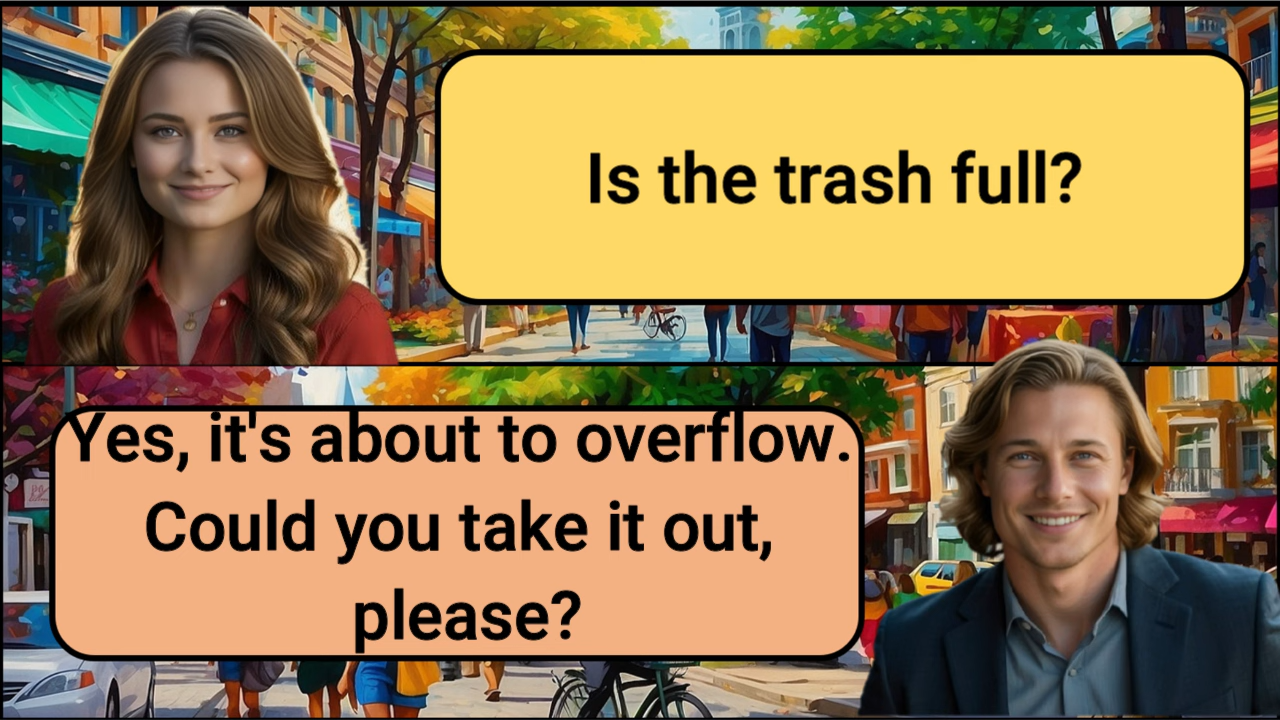 Is the trash full?
Yes, it's about to overflow.
Could you take it out,
please?